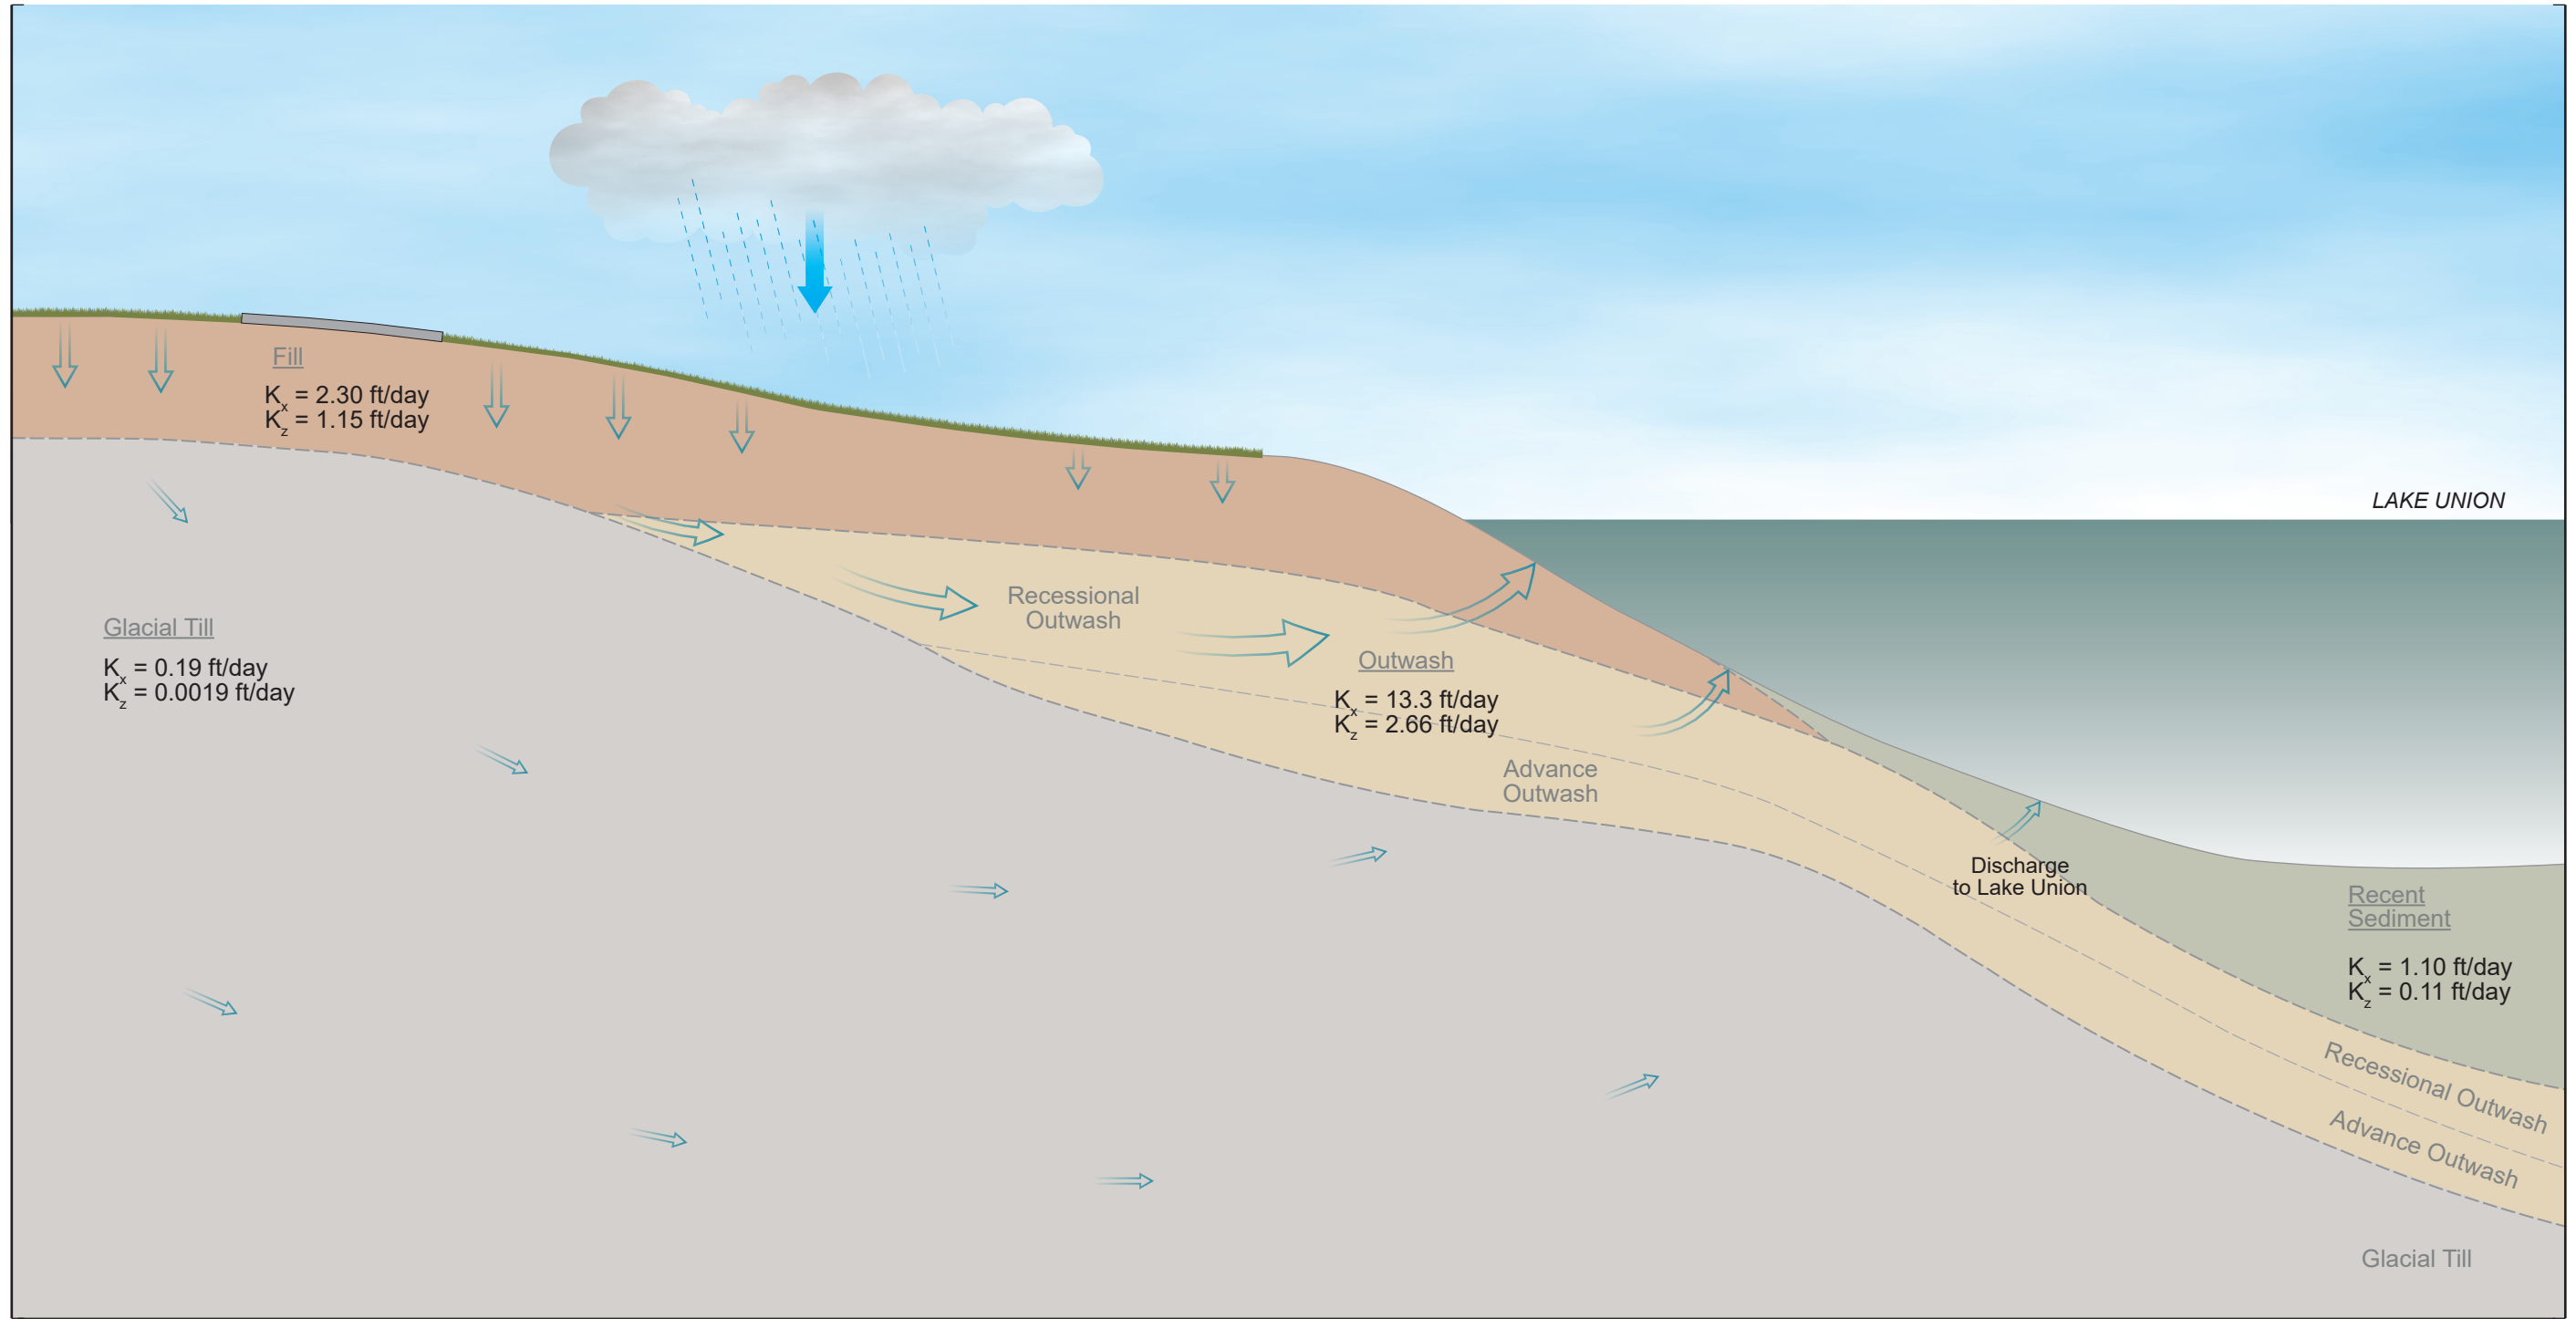 Fill
Kx = 2.30 ft/day
Kz = 1.15 ft/day
LAKE UNION
Recessional
Outwash
Glacial Till
Kx = 0.19 ft/day
Kz = 0.0019 ft/day
Outwash
Kx = 13.3 ft/day
Kz = 2.66 ft/day
Advance
Outwash
Discharge
to Lake Union
Recent
Sediment
Kx = 1.10 ft/day
Kz = 0.11 ft/day
Recessional Outwash
Advance Outwash
Glacial Till